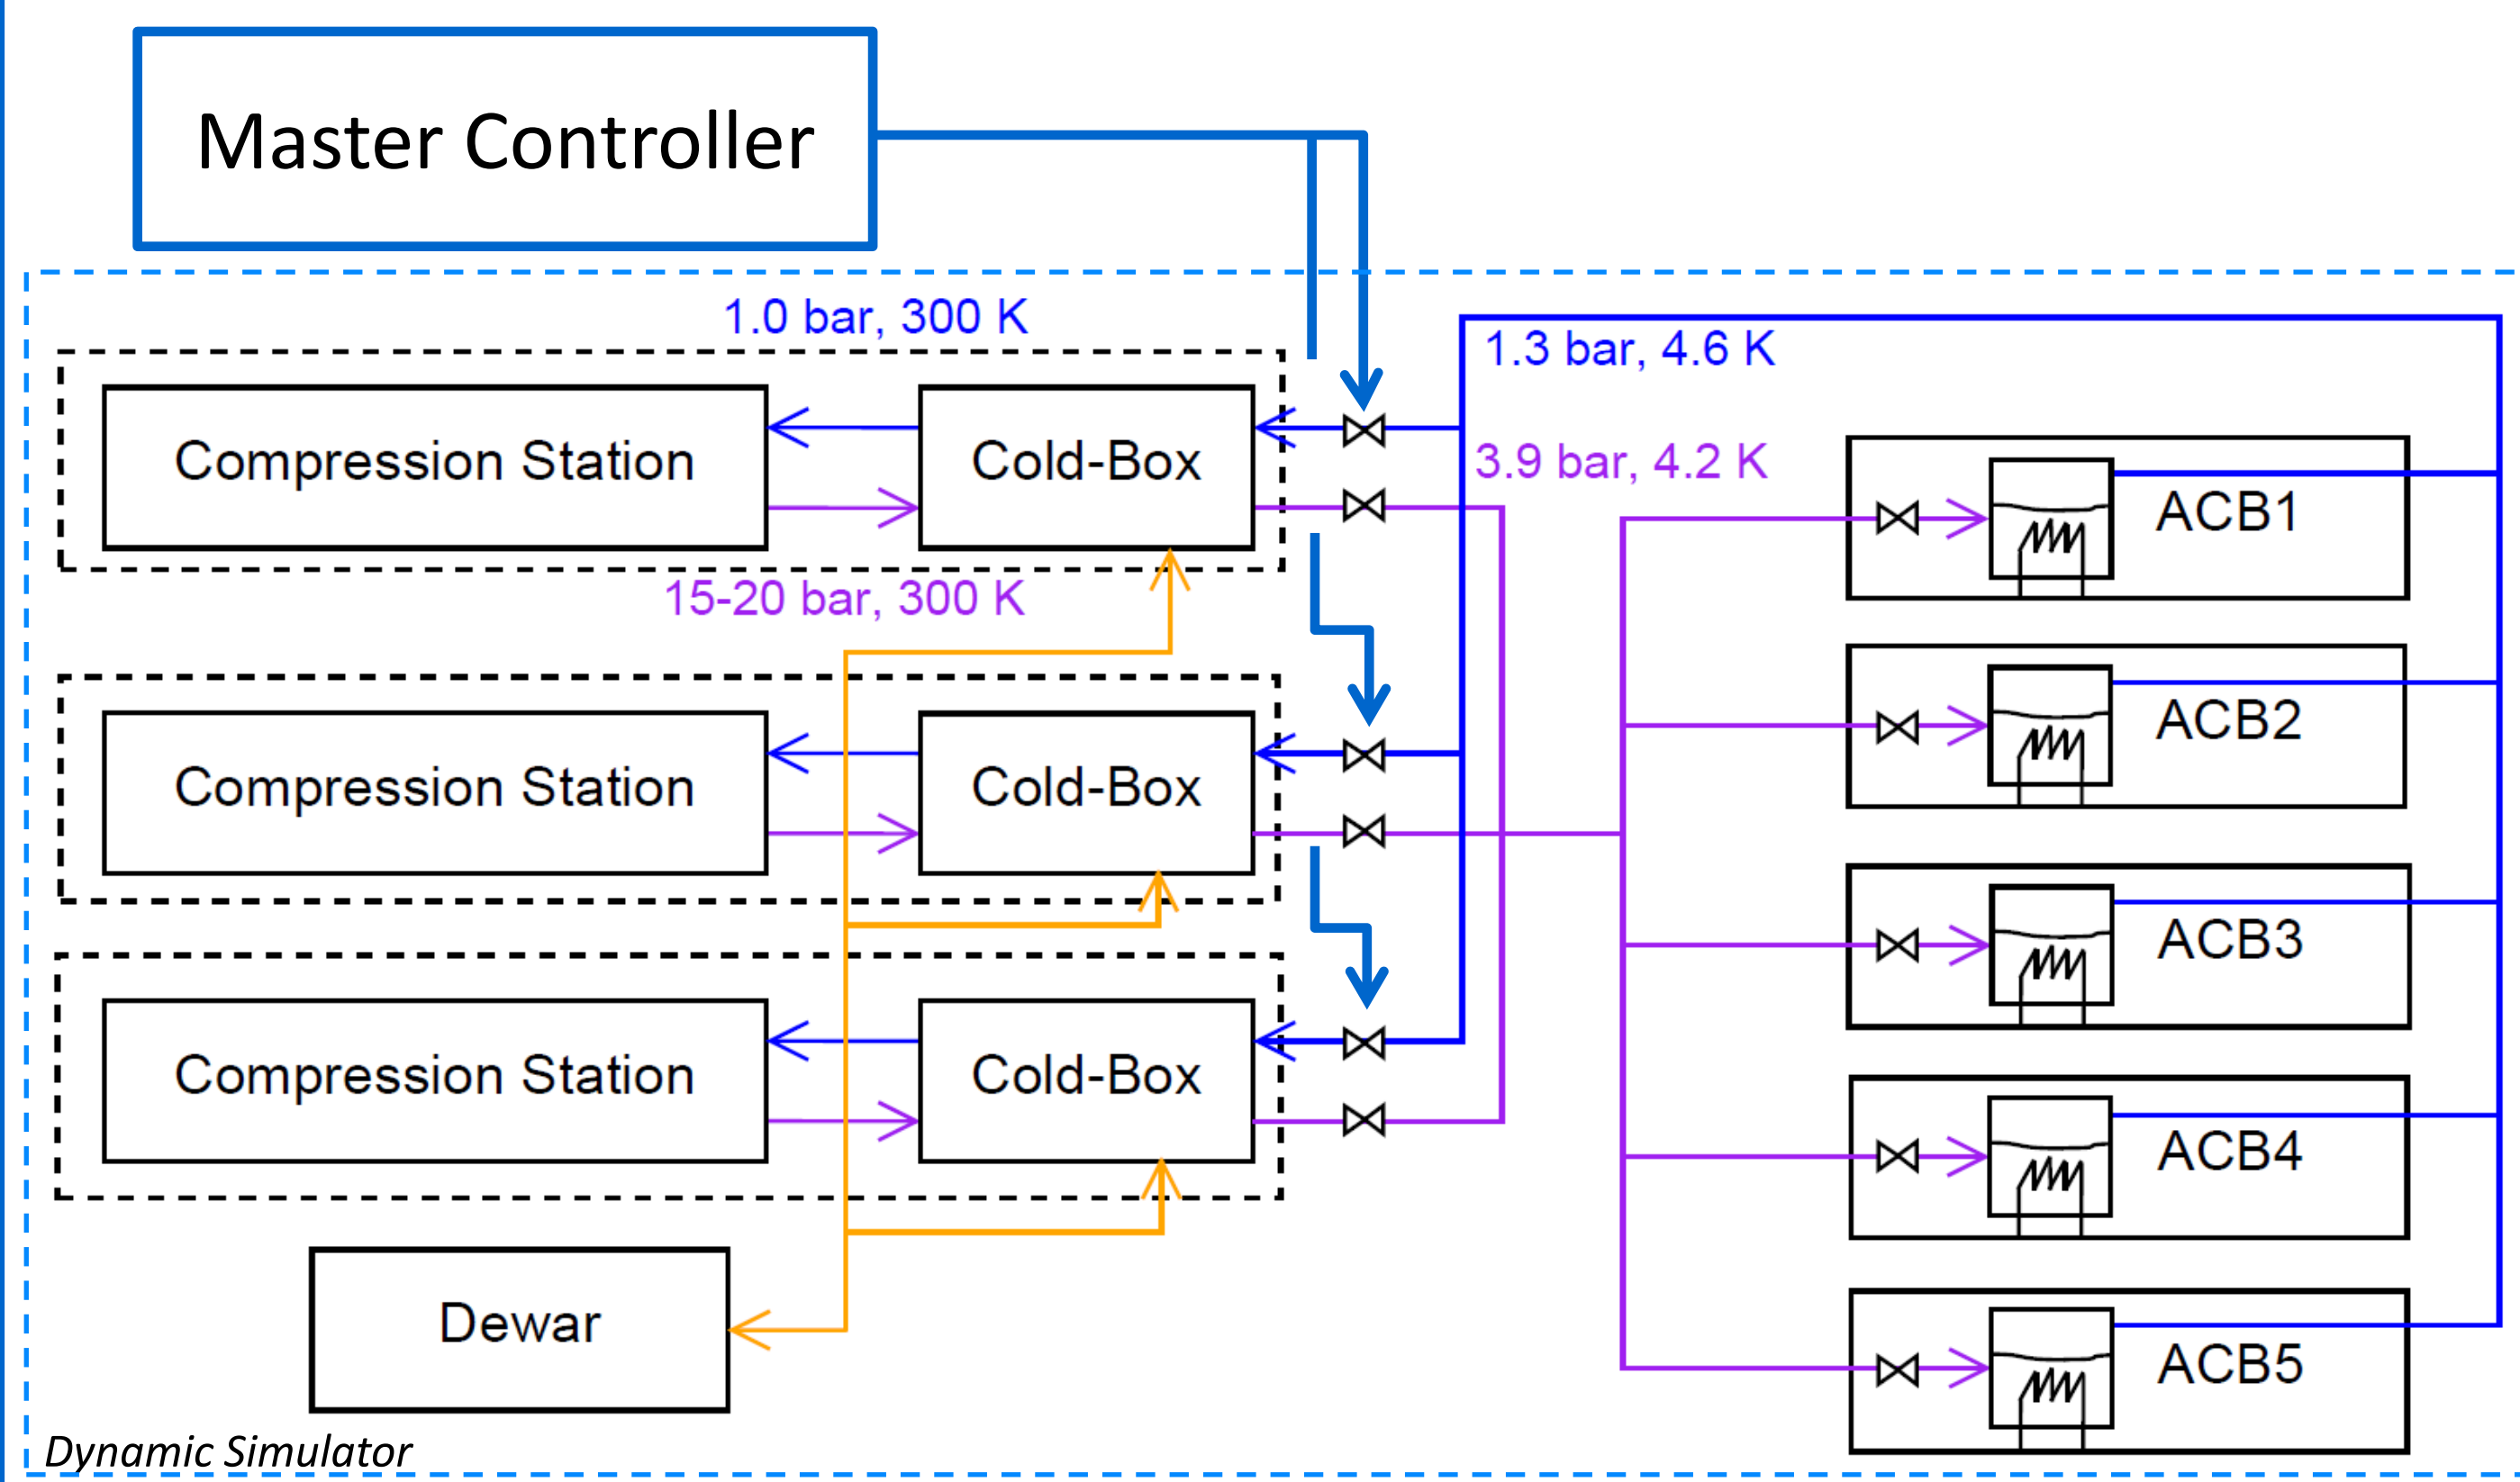 Master Controller
1.0 bar, 300 K
1.3 bar, 4.6 K
Compression Station
Cold-Box
3.9 bar, 4.2 K
ACB1
15-20 bar, 300 K
ACB2
Compression Station
Cold-Box
ACB3
Compression Station
Cold-Box
ACB4
Dewar
ACB5
Dynamic Simulator